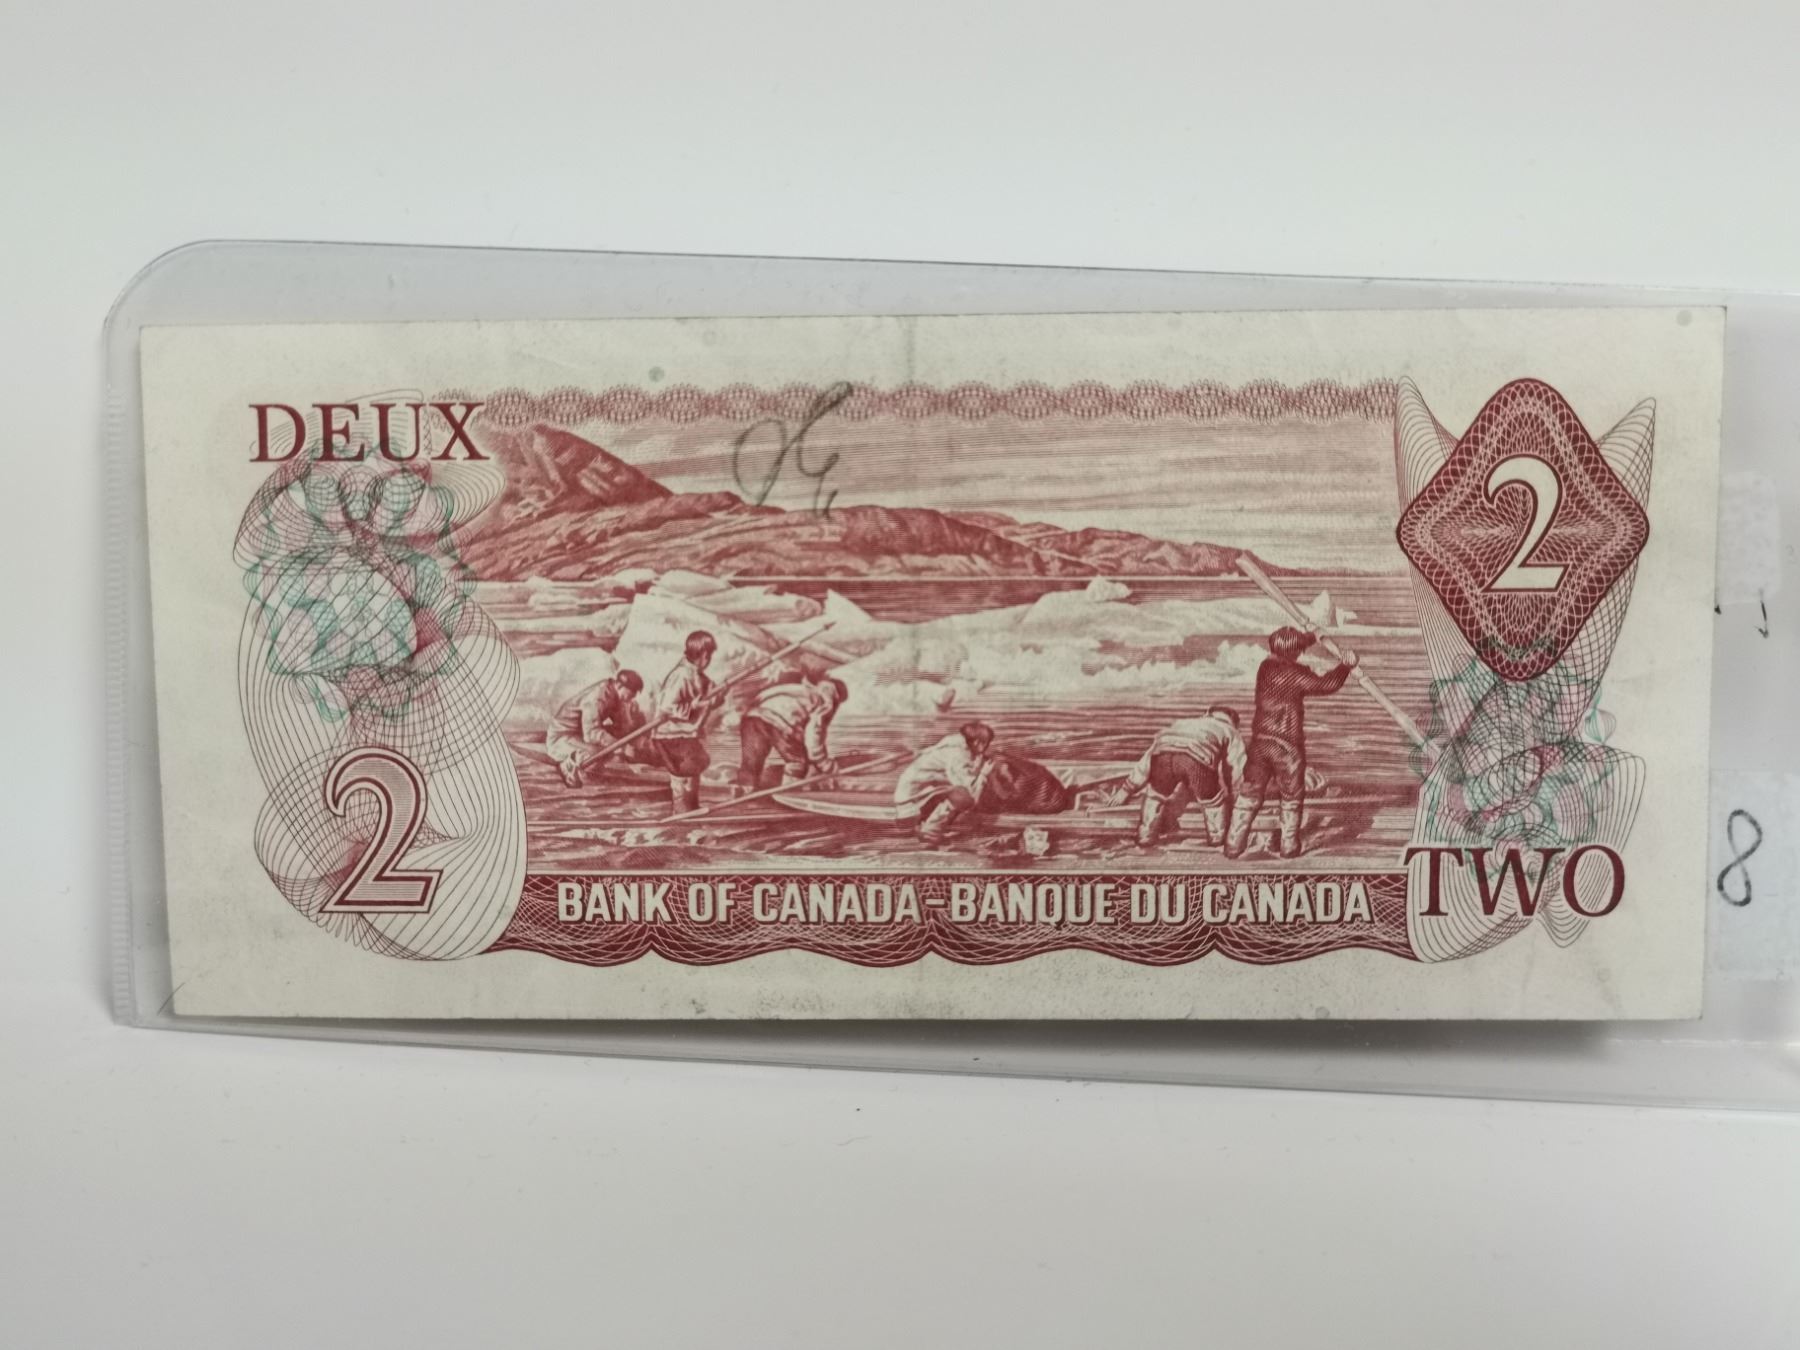 DEUX
2
2
BANK OF CANADA-BANQUE DU CANADA
TWO
8